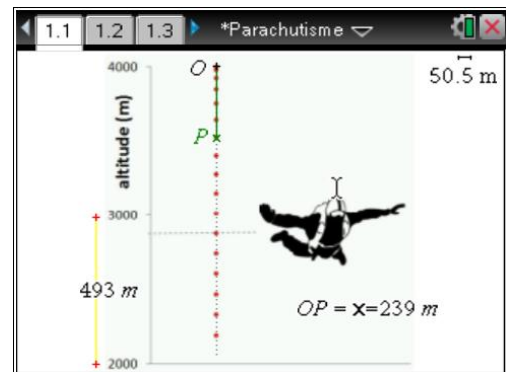 1.1 1.2 1.3 *Parachutisme
50.5 m
4000 O
altitude (m)
P
3000
493 m
OP = x=239 m
2000